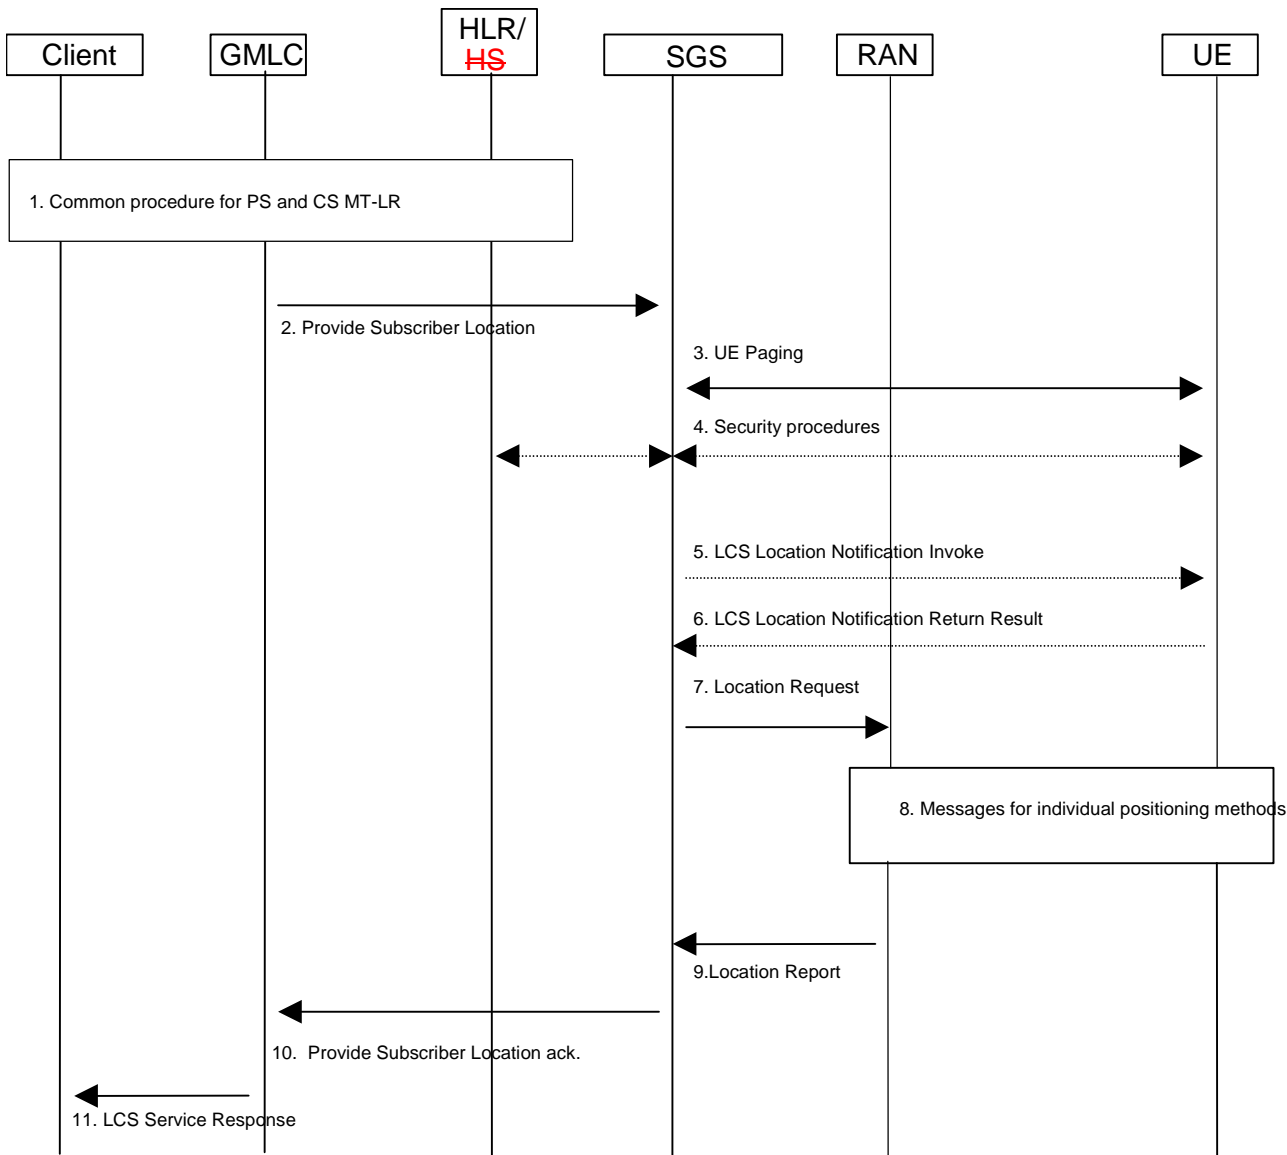 Client
GMLC
HLR/
HS
SGS
RAN
UE
1. Common procedure for PS and CS MT-LR
2. Provide Subscriber Location
3. UE Paging
4. Security procedures
5. LCS Location Notification Invoke
6. LCS Location Notification Return Result
7. Location Request
8. Messages for individual positioning methods
9.Location Report
10. Provide Subscriber Location ack.
11. LCS Service Response